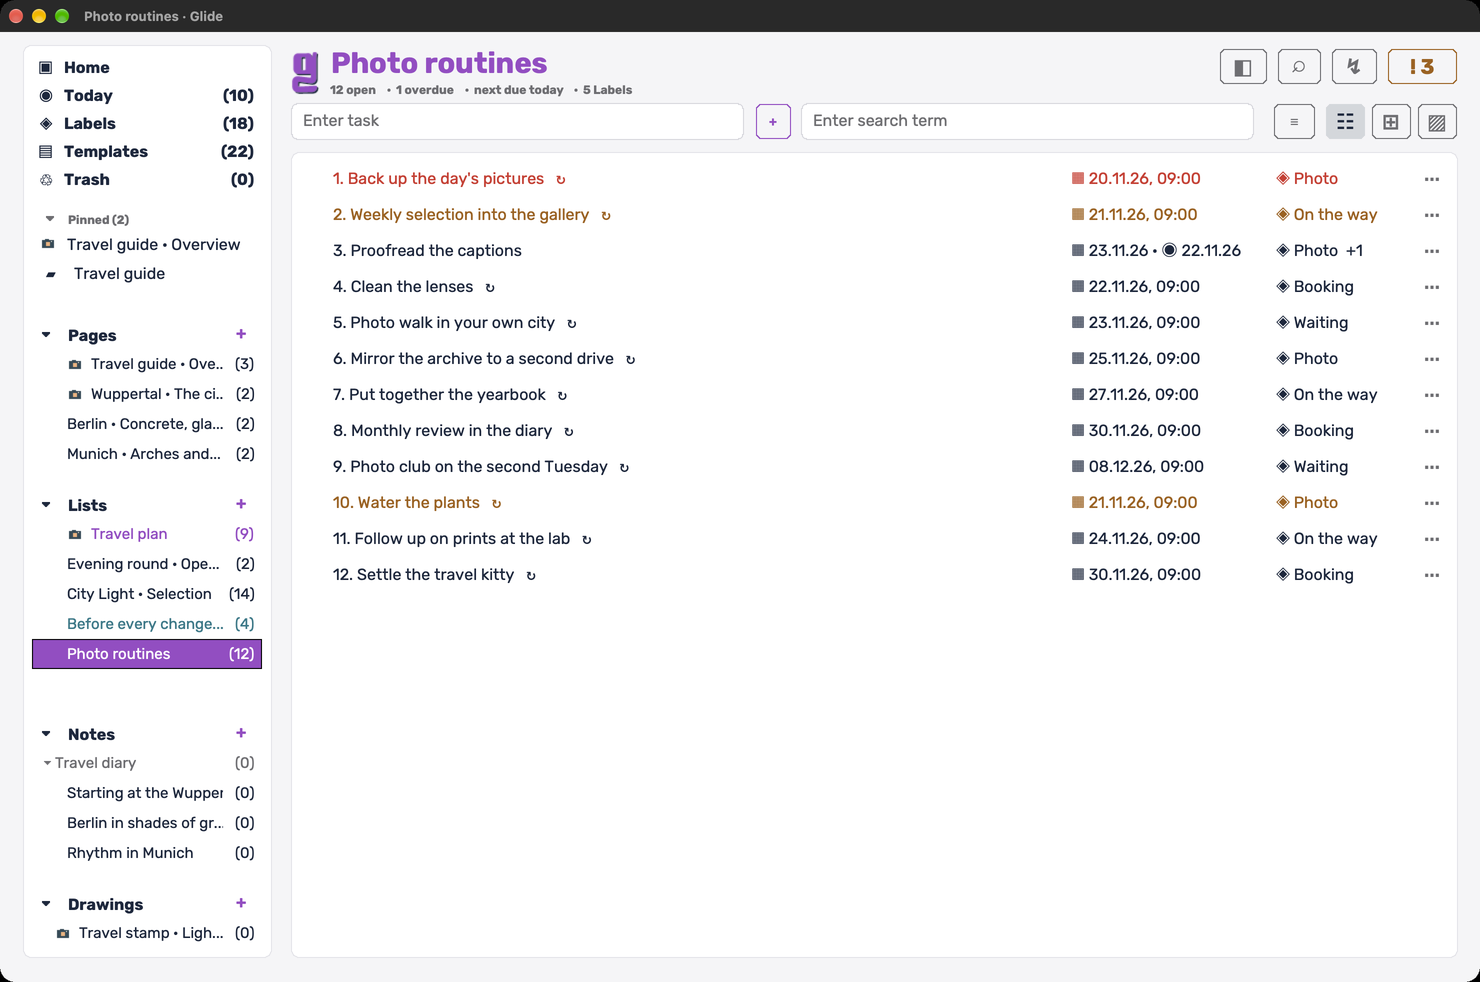 Photo routines · Glide
Home
Today (10)
Labels (18)
Templates (22)
Trash (0)
Pinned (2)
Travel guide • Overview
Travel guide
Pages +
Travel guide • Ove.. (3)
Wuppertal • The ci.. (2)
Berlin • Concrete, gla... (2)
Munich • Arches and... (2)
Lists +
Travel plan (9)
Evening round • Ope... (2)
City Light • Selection (14)
Before every change... (4)
Photo routines (12)
Notes +
Travel diary (0)
Starting at the Wupper (0)
Berlin in shades of gr... (0)
Rhythm in Munich (0)
Drawings +
Travel stamp • Ligh... (0)
g Photo routines
12 open • 1 overdue • next due today • 5 Labels
! 3
Enter task
+
Enter search term
1. Back up the day's pictures ↻ 20.11.26, 09:00 Photo ...
2. Weekly selection into the gallery ↻ 21.11.26, 09:00 On the way ...
3. Proofread the captions 23.11.26 • 22.11.26 Photo +1 ...
4. Clean the lenses ↻ 22.11.26, 09:00 Booking ...
5. Photo walk in your own city ↻ 23.11.26, 09:00 Waiting ...
6. Mirror the archive to a second drive ↻ 25.11.26, 09:00 Photo ...
7. Put together the yearbook ↻ 27.11.26, 09:00 On the way ...
8. Monthly review in the diary ↻ 30.11.26, 09:00 Booking ...
9. Photo club on the second Tuesday ↻ 08.12.26, 09:00 Waiting ...
10. Water the plants ↻ 21.11.26, 09:00 Photo ...
11. Follow up on prints at the lab ↻ 24.11.26, 09:00 On the way ...
12. Settle the travel kitty ↻ 30.11.26, 09:00 Booking ...